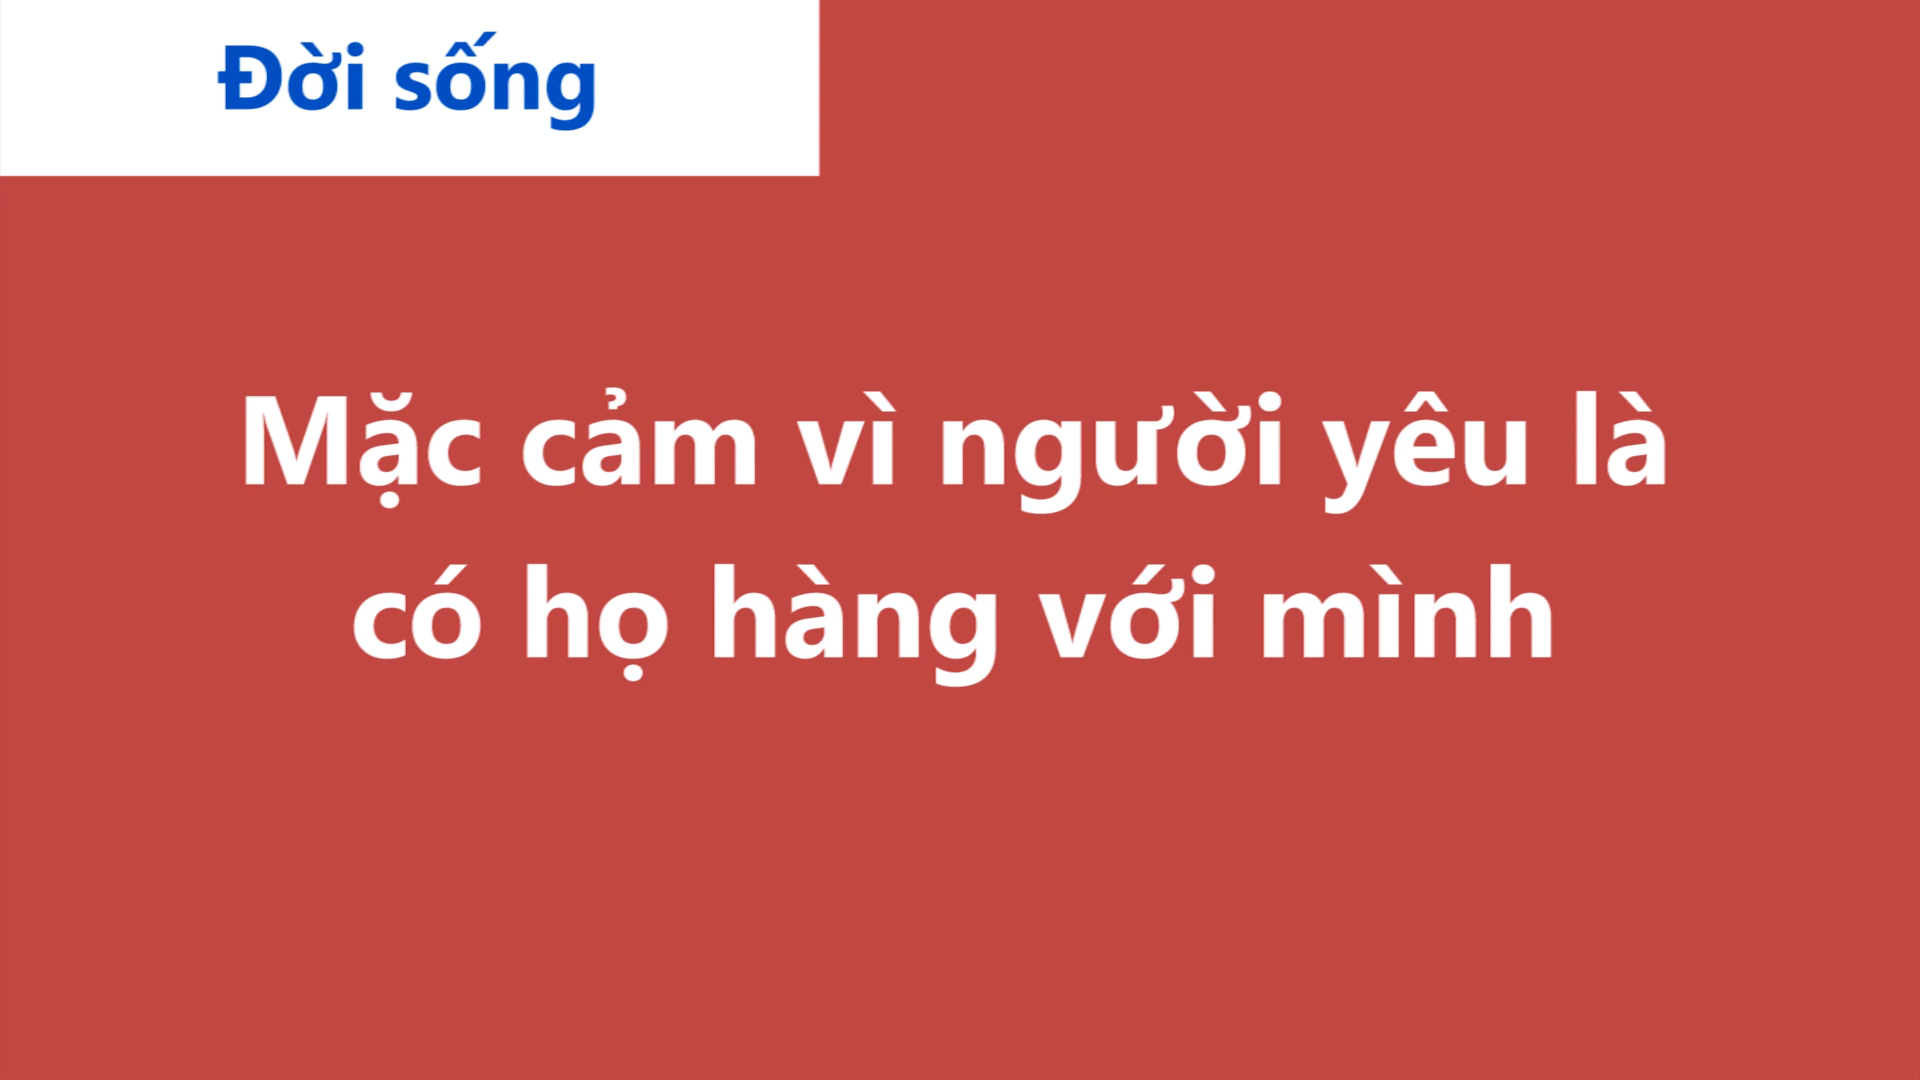 Đời sống
Mặc cảm vì người yêu là
có họ hàng với mình